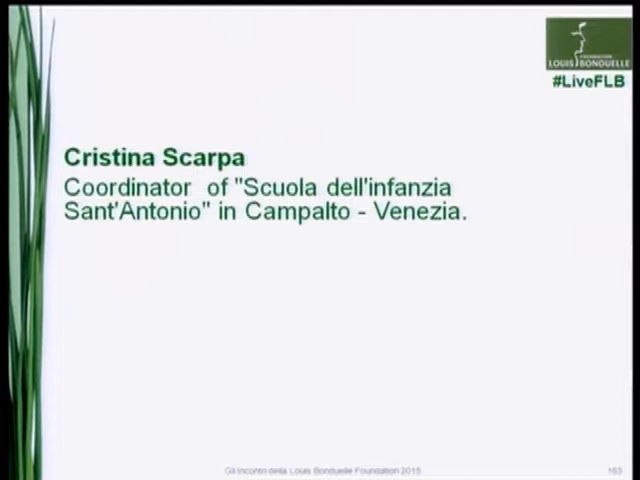 FONDATION
LOUIS BONDUELLE
#LiveFLB
Cristina Scarpa
Coordinator of "Scuola dell'infanzia
Sant'Antonio" in Campalto - Venezia.
Gli Incontri della Louis Bonduelle Foundation 2015
163